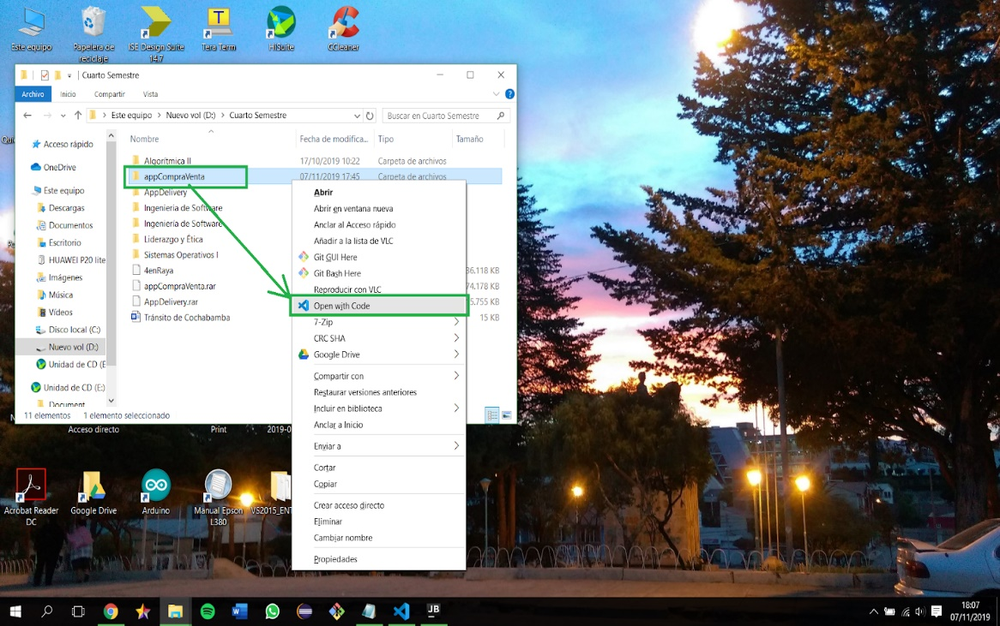 Este equipo
Papelera de
reciclaje
ISE Design Suite
14.7
Tera Term
HiSuite
CCleaner
Cuarto Semestre
Archivo
Inicio
Compartir
Vista
Este equipo > Nuevo vol (D:) > Cuarto Semestre
Buscar en Cuarto Semestre
Nombre
Fecha de modifica...
Tipo
Tamaño
Acceso rápido
OneDrive
Este equipo
Descargas
Documentos
Escritorio
HUAWEI P20 lite
Imágenes
Música
Vídeos
Disco local (C:)
Nuevo vol (D:)
Unidad de CD (E
Unidad de CD (E:)
Document
Algorítmica II 17/10/2019 10:22 Carpeta de archivos
appCompraVenta 07/11/2019 17:45 Carpeta de archivos
AppDelivery
Ingenieria de Software
Ingeniería de Software
Liderazgo y Ética
Sistemas Operativos I
4enRaya 36.118 KB
appCompraVenta.rar 74.178 KB
AppDelivery.rar 5.755 KB
Tránsito de Cochabamba 15 KB
11 elementos 1 elemento seleccionado
Abrir
Abrir en ventana nueva
Anclar al Acceso rápido
Añadir a la lista de VLC
Git GUI Here
Git Bash Here
Reproducir con VLC
Open with Code
7-Zip
CRC SHA
Google Drive
Compartir con
Restaurar versiones anteriores
Incluir en biblioteca
Anclar a Inicio
Enviar a
Cortar
Copiar
Crear acceso directo
Eliminar
Cambiar nombre
Propiedades
Acceso directo
Print
2019-0
Acrobat Reader
DC
Google Drive
Arduino
Manual Epson
L380
VS2015_ENT
JB
18:07
07/11/2019